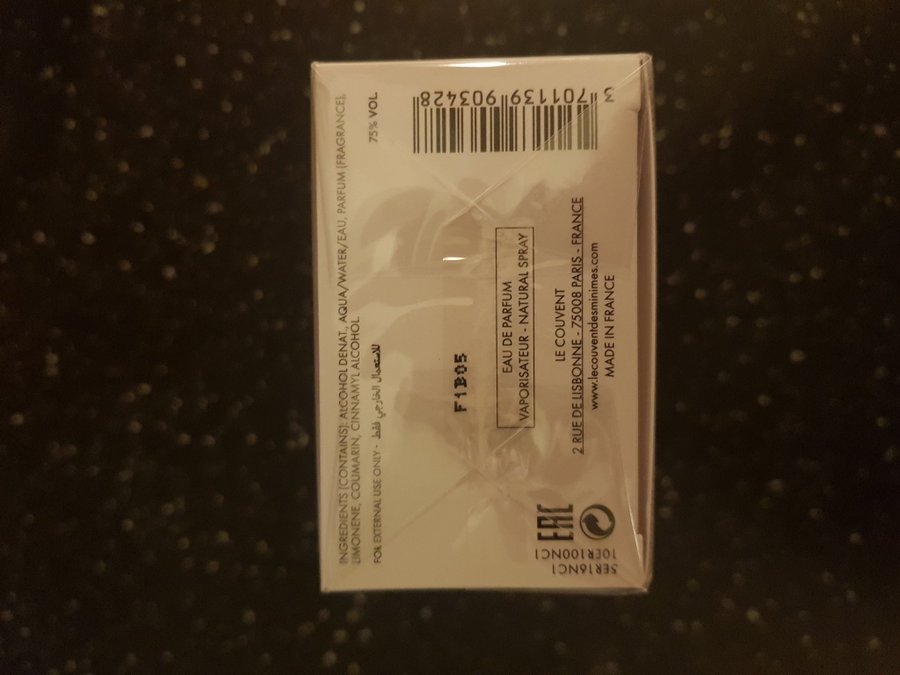 INGREDIENTS [CONTAINS]: ALCOHOL DENAT., AQUA/WATER/EAU, PARFUM [FRAGRANCE],
LIMONENE, COUMARIN, CINNAMYL ALCOHOL
75% VOL
FOR EXTERNAL USE ONLY - للاستعمال الخارجي فقط
F1B05
EAU DE PARFUM
VAPORISATEUR - NATURAL SPRAY
LE COUVENT
2 RUE DE LISBONNE - 75008 PARIS - FRANCE
www.lecouventdesminimes.com
MADE IN FRANCE
3 701139 903428
EAC
5ER16NC1
10ER100NC1